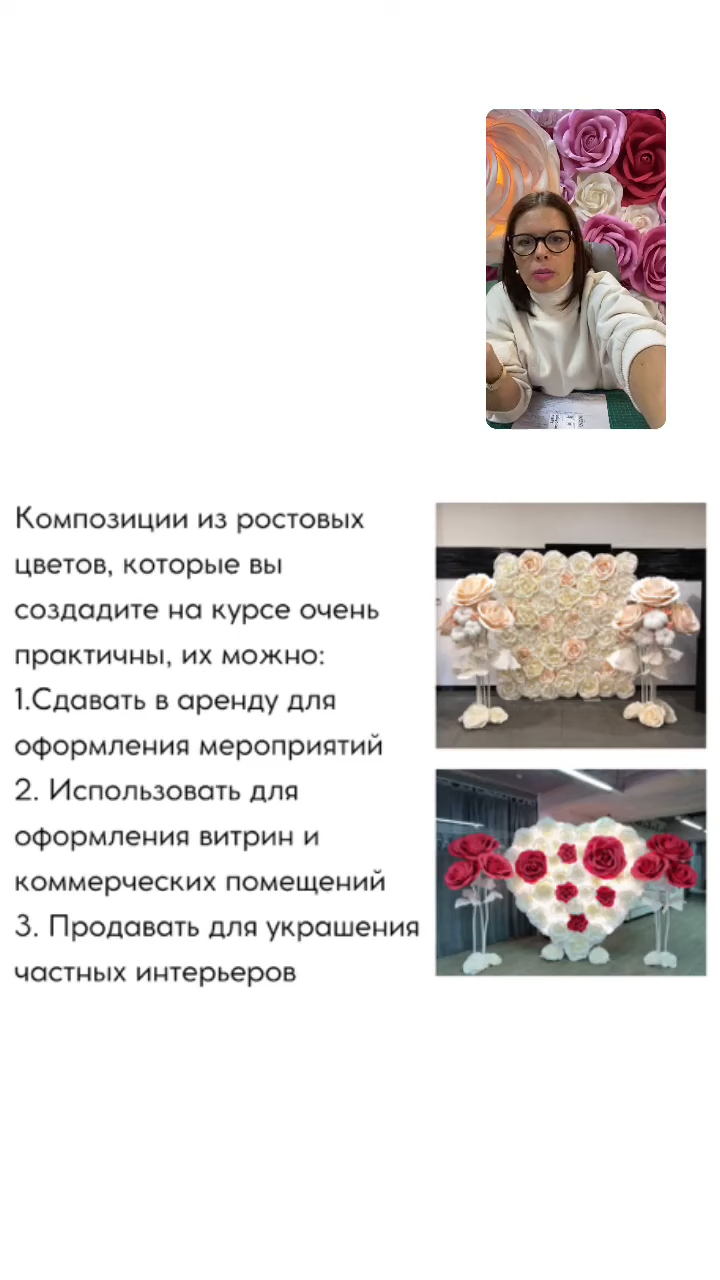 Композиции из ростовых
цветов, которые вы
создадите на курсе очень
практичны, их можно:
1.Сдавать в аренду для
оформления мероприятий
2. Использовать для
оформления витрин и
коммерческих помещений
3. Продавать для украшения
частных интерьеров